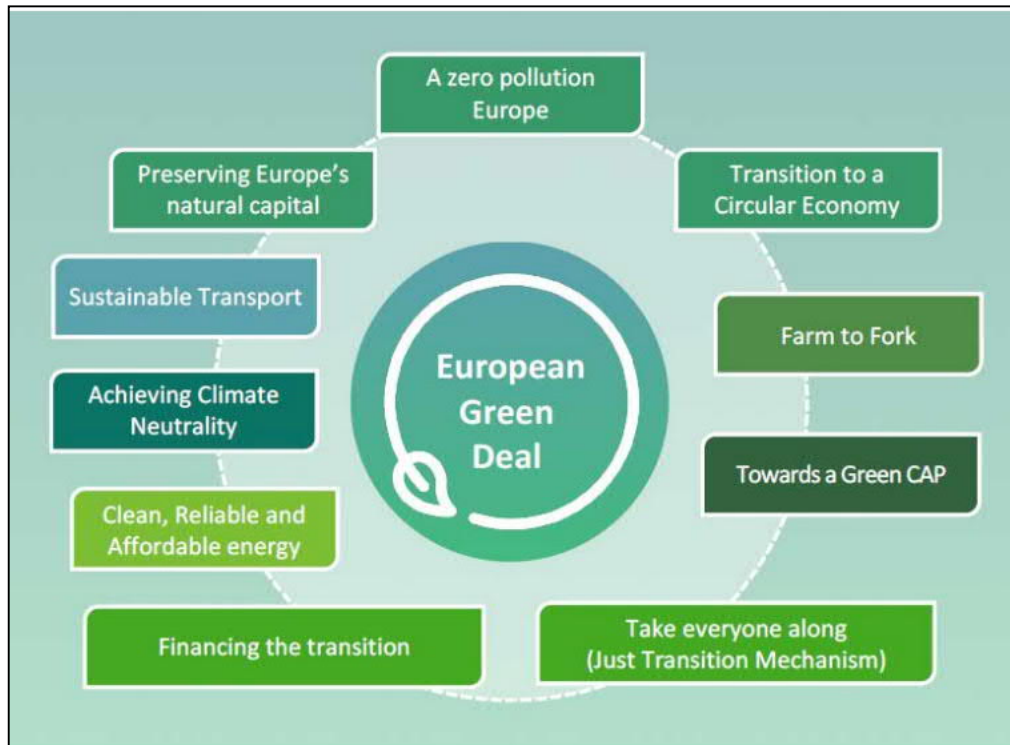 A zero pollution
Europe
Preserving Europe's
natural capital
Transition to a
Circular Economy
Sustainable Transport
Farm to Fork
European
Green
Deal
Achieving Climate
Neutrality
Towards a Green CAP
Clean, Reliable and
Affordable energy
Financing the transition
Take everyone along
(Just Transition Mechanism)